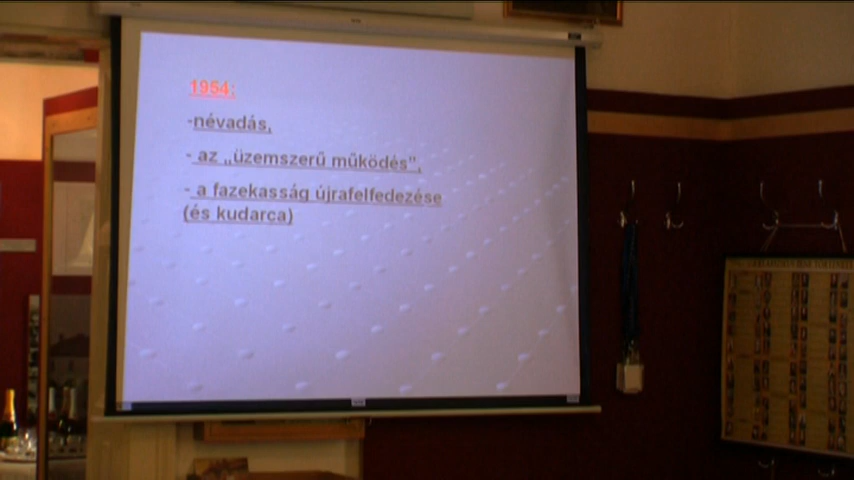 1954:
-névadás,
- az „üzemszerű működés”,
- a fazekasság újrafelfedezése
(és kudarca)